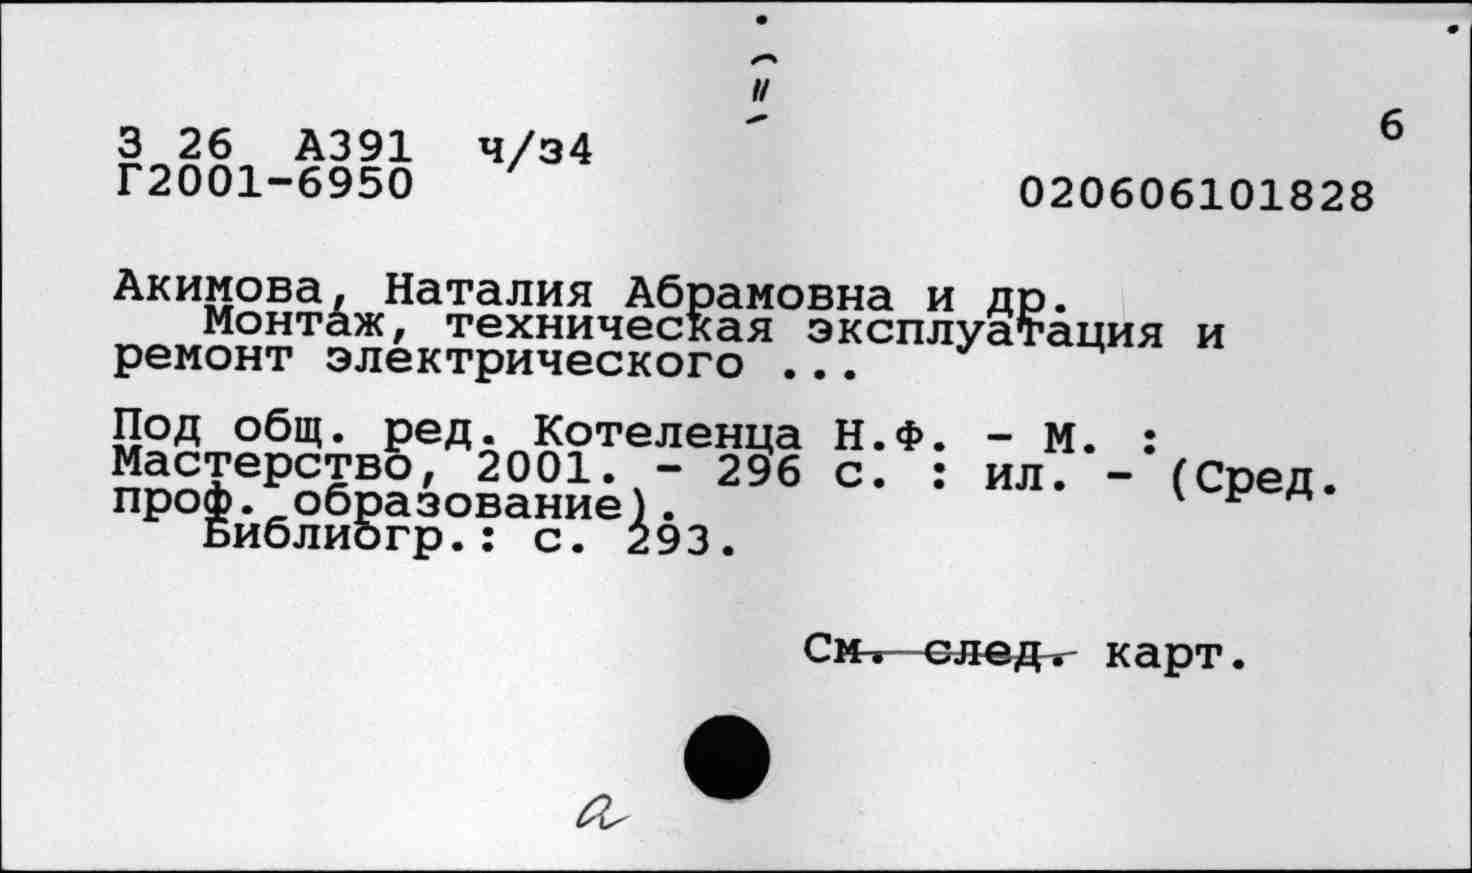 6
З 26 А391 ч/з4
Г2001-6950
020606101828
Акимова, Наталия Абрамовна и др.
Монтаж, техническая эксплуатация и
ремонт электрического ...
Под общ. ред. Котеленца Н.Ф. - М. :
Мастерство, 2001. - 296 с. : ил. - (Сред.
проф. образование).
Библиогр.: с. 293.
См. след. карт.
а